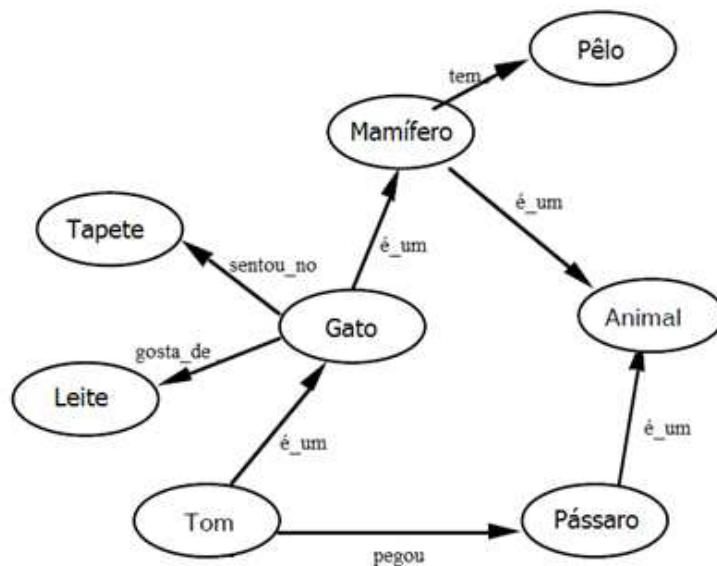 Pêlo
tem
Mamífero
é_um
Tapete
sentou_no
é_um
Gato
Animal
gosta_de
Leite
é_um
é_um
Tom
Pássaro
pegou